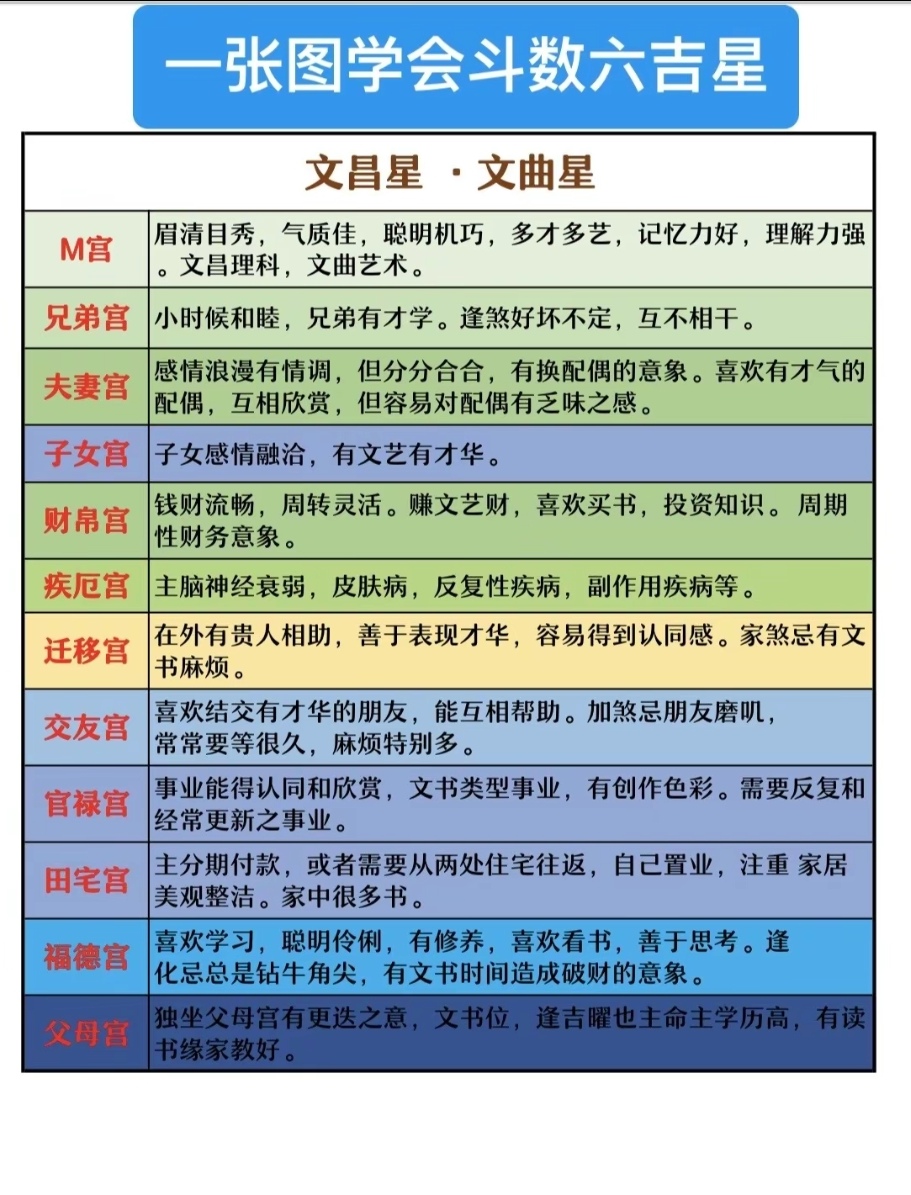 一张图学会斗数六吉星
文昌星 · 文曲星
M宫
眉清目秀，气质佳，聪明机巧，多才多艺，记忆力好，理解力强
。文昌理科，文曲艺术。
兄弟宫
小时候和睦，兄弟有才学。逢煞好坏不定，互不相干。
夫妻宫
感情浪漫有情调，但分分合合，有换配偶的意象。喜欢有才气的
配偶，互相欣赏，但容易对配偶有乏味之感。
子女宫
子女感情融洽，有文艺有才华。
财帛宫
钱财流畅，周转灵活。赚文艺财，喜欢买书，投资知识。 周期
性财务意象。
疾厄宫
主脑神经衰弱，皮肤病，反复性疾病，副作用疾病等。
迁移宫
在外有贵人相助，善于表现才华，容易得到认同感。家煞忌有文
书麻烦。
交友宫
喜欢结交有才华的朋友，能互相帮助。加煞忌朋友磨叽，
常常要等很久，麻烦特别多。
官禄宫
事业能得认同和欣赏，文书类型事业，有创作色彩。需要反复和
经常更新之事业。
田宅宫
主分期付款，或者需要从两处住宅往返，自己置业，注重 家居
美观整洁。家中很多书。
福德宫
喜欢学习，聪明伶俐，有修养，喜欢看书，善于思考。逢
化忌总是钻牛角尖，有文书时间造成破财的意象。
父母宫
独坐父母宫有更迭之意，文书位，逢吉曜也主命主学历高，有读
书缘家教好。